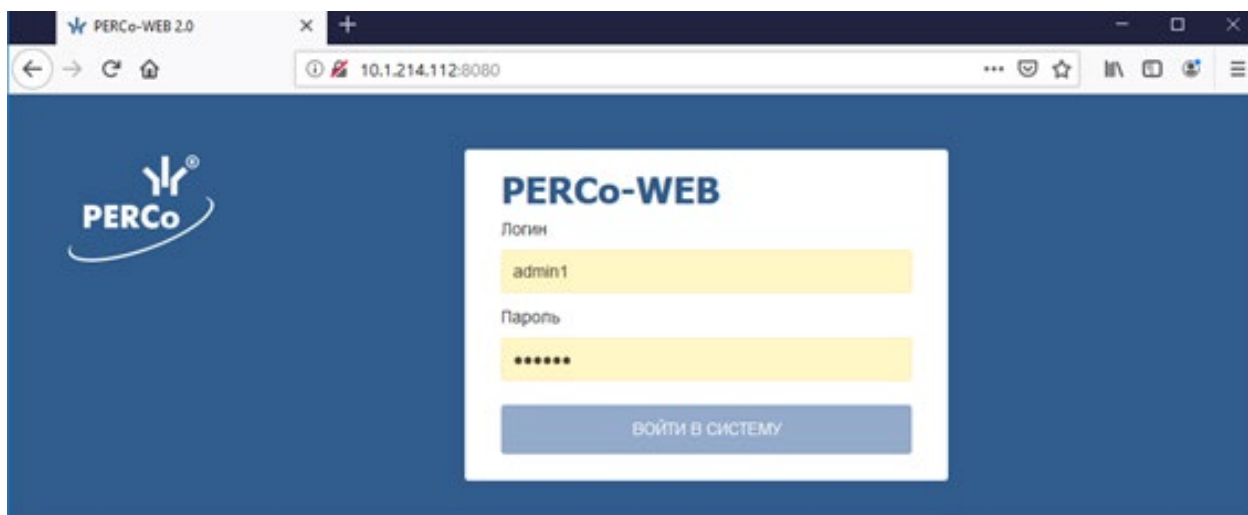 PERCo-WEB 2.0
10.1.214.112:8080
PERCo®
PERCo-WEB
Логин
admin1
Пароль
••••••
ВОЙТИ В СИСТЕМУ